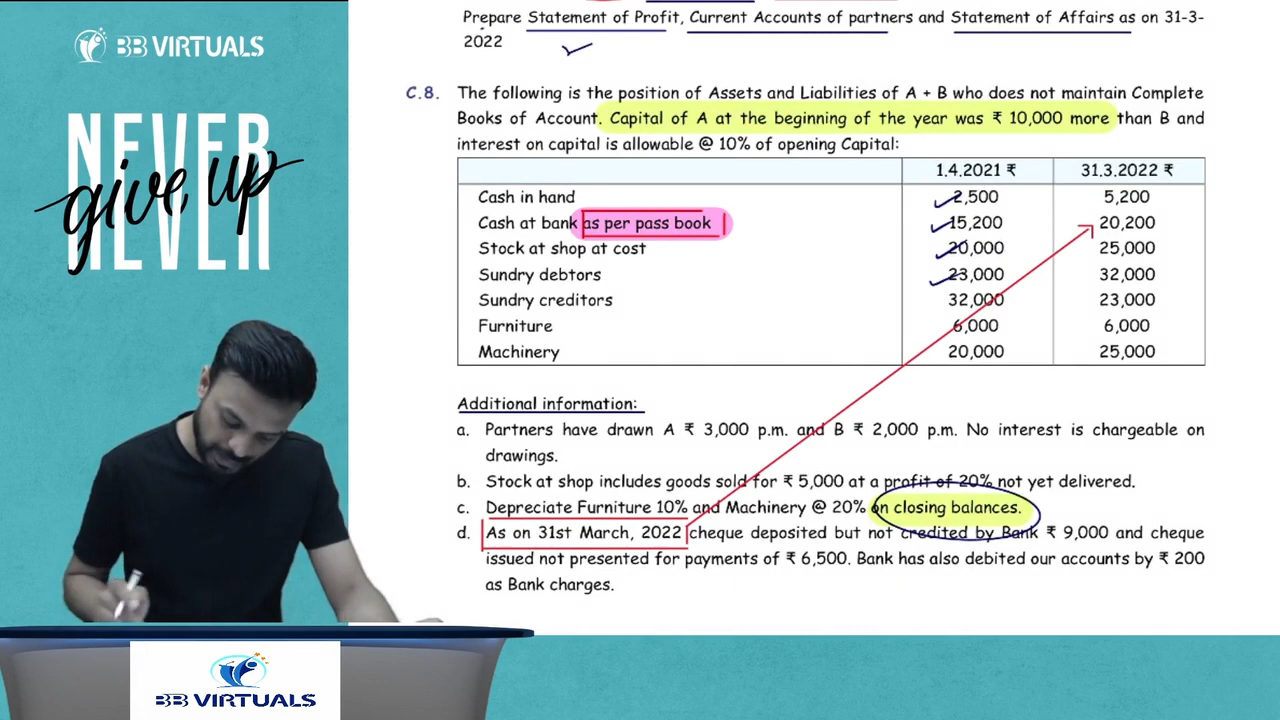 BB VIRTUALS
NEVER
give up
NEVER
Prepare Statement of Profit, Current Accounts of partners and Statement of Affairs as on 31-3-
2022
C.8. The following is the position of Assets and Liabilities of A + B who does not maintain Complete
Books of Account. Capital of A at the beginning of the year was ₹ 10,000 more than B and
interest on capital is allowable @ 10% of opening Capital:
1.4.2021 ₹ 31.3.2022 ₹
Cash in hand 2,500 5,200
Cash at bank as per pass book 15,200 20,200
Stock at shop at cost 20,000 25,000
Sundry debtors 23,000 32,000
Sundry creditors 32,000 23,000
Furniture 6,000 6,000
Machinery 20,000 25,000
Additional information:
a. Partners have drawn A ₹ 3,000 p.m. and B ₹ 2,000 p.m. No interest is chargeable on
drawings.
b. Stock at shop includes goods sold for ₹ 5,000 at a profit of 20% not yet delivered.
c. Depreciate Furniture 10% and Machinery @ 20% on closing balances.
d. As on 31st March, 2022 cheque deposited but not credited by Bank ₹ 9,000 and cheque
issued not presented for payments of ₹ 6,500. Bank has also debited our accounts by ₹ 200
as Bank charges.
BB VIRTUALS